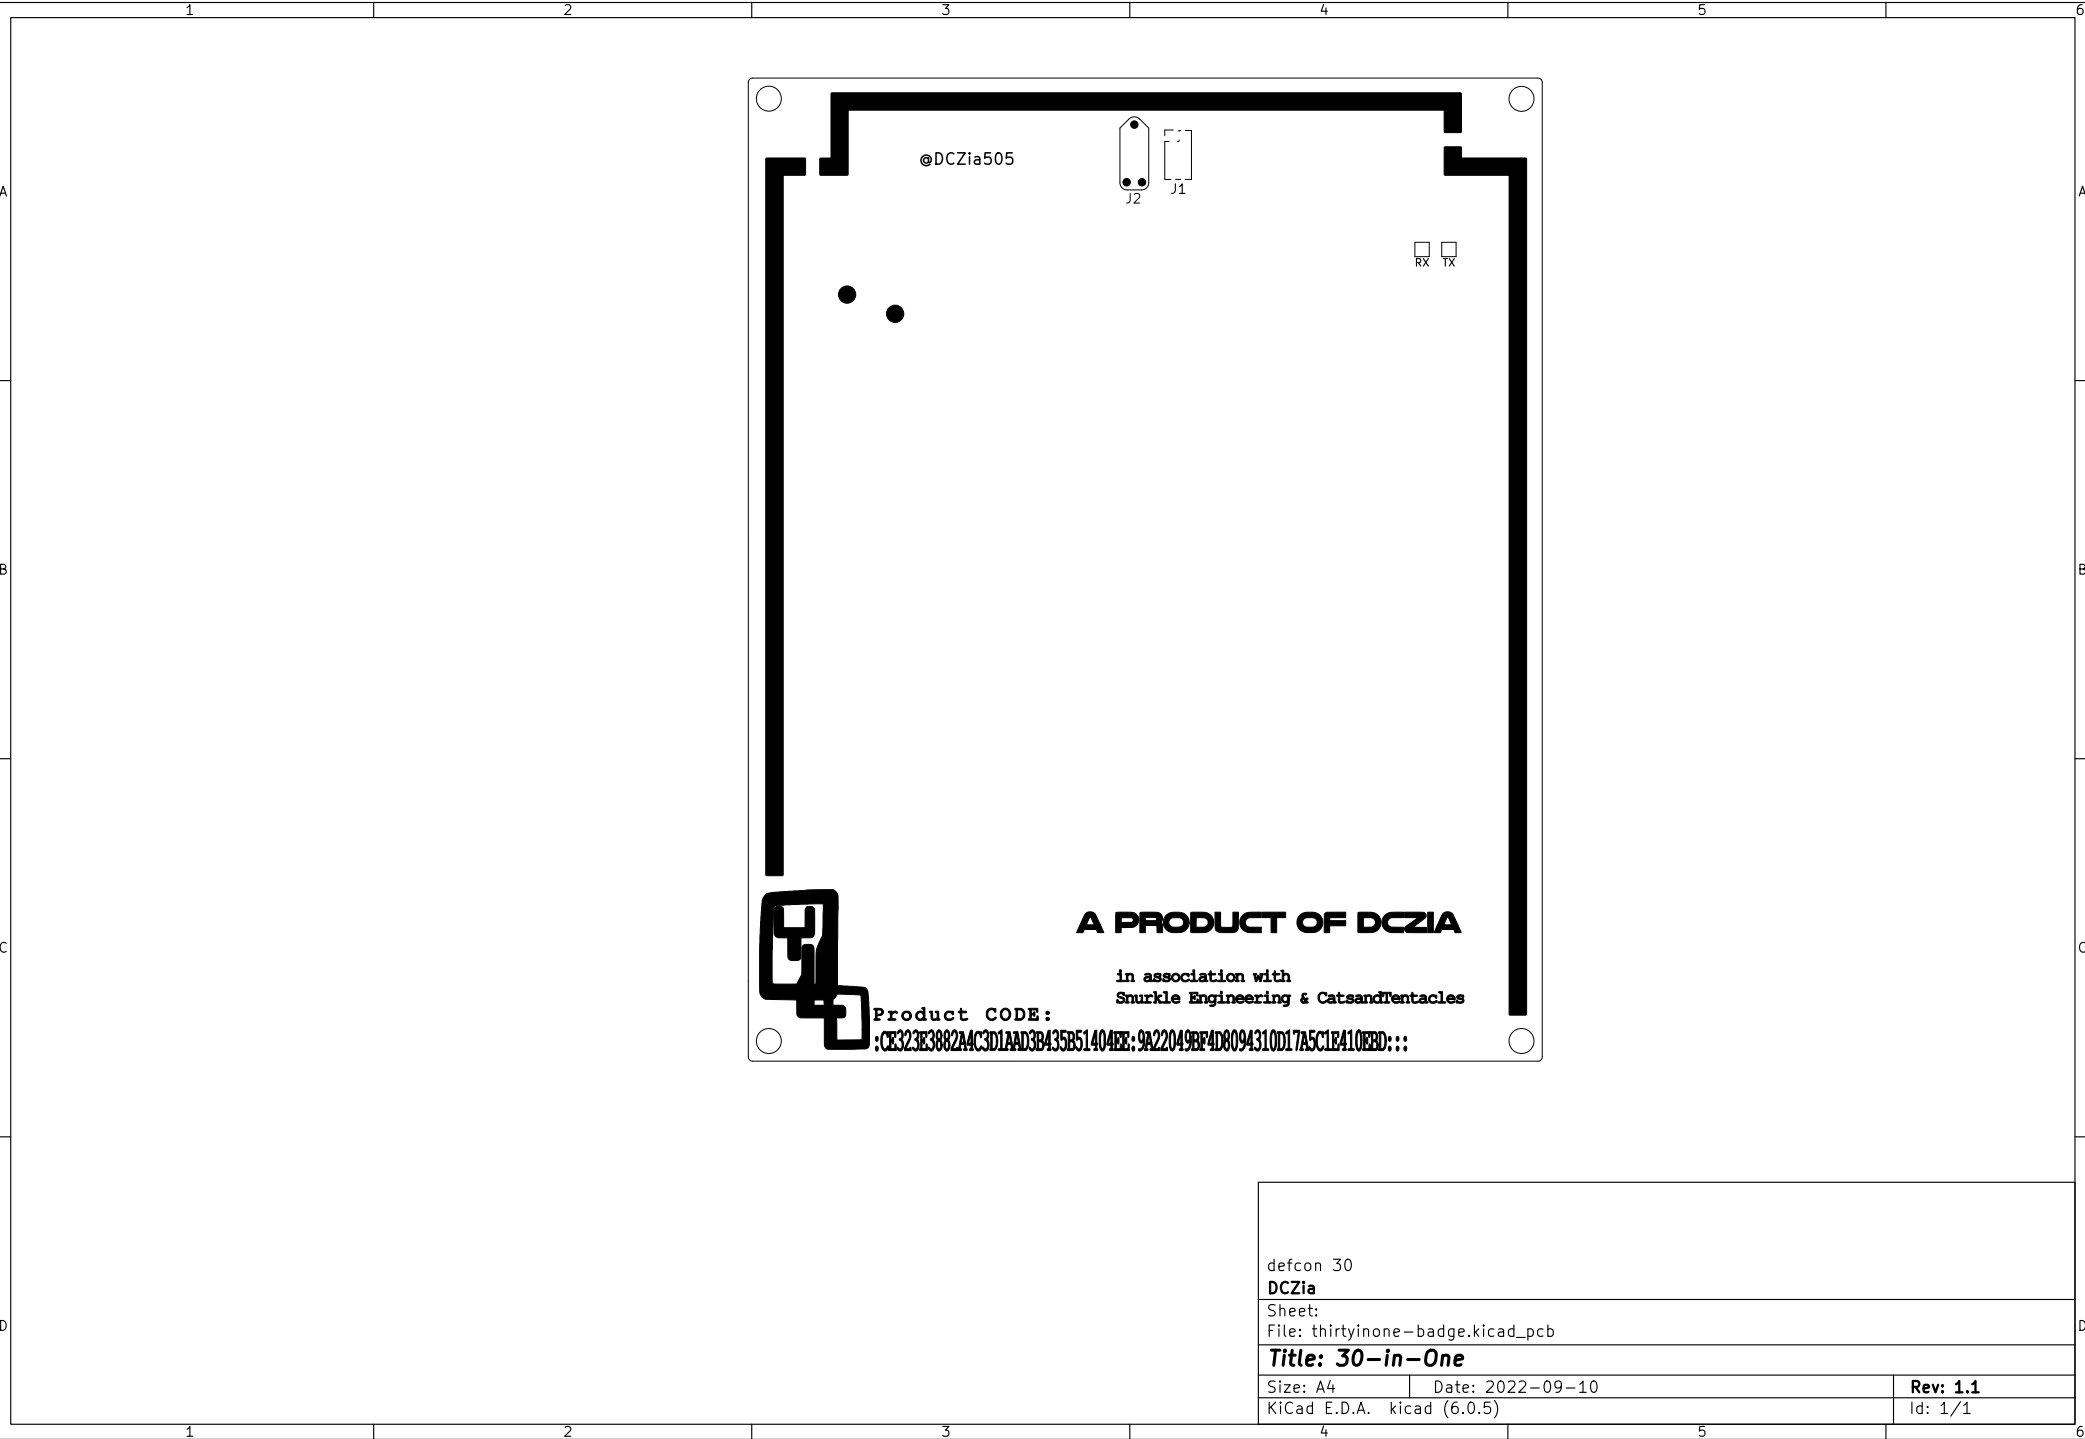 1 2 3 4 5 6
@DCZia505
J2 J1
A A
RX TX
B B
A PRODUCT OF DCZIA
C C
in association with
Snurkle Engineering & CatsandTentacles
Product CODE:
:CE323E3882A4C3D1AAD3B435B51404EE:9A22049BF4D8094310D17A5C1E410EBD:::
defcon 30
DCZia
Sheet:
D D
File: thirtyinone-badge.kicad_pcb
Title: 30-in-One
Size: A4 Date: 2022-09-10 Rev: 1.1
KiCad E.D.A. kicad (6.0.5) Id: 1/1
1 2 3 4 5 6